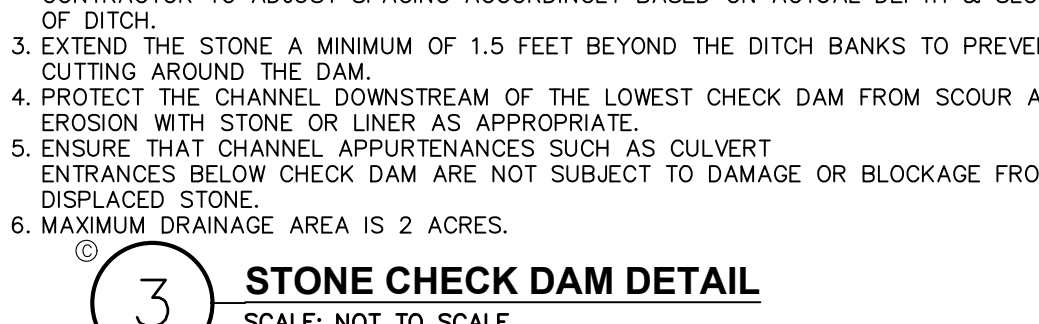 CONTRACTOR TO ADJUST SPACING ACCORDINGLY BASED ON ACTUAL DEPTH &
OF DITCH.
3. EXTEND THE STONE A MINIMUM OF 1.5 FEET BEYOND THE DITCH BANKS TO
CUTTING AROUND THE DAM.
4. PROTECT THE CHANNEL DOWNSTREAM OF THE LOWEST CHECK DAM FROM SCOUR
EROSION WITH STONE OR LINER AS APPROPRIATE.
5. ENSURE THAT CHANNEL APPURTENANCES SUCH AS CULVERT
ENTRANCES BELOW CHECK DAM ARE NOT SUBJECT TO DAMAGE OR BLOCKAGE
DISPLACED STONE.
6. MAXIMUM DRAINAGE AREA IS 2 ACRES.
©
3 STONE CHECK DAM DETAIL
SCALE: NOT TO SCALE